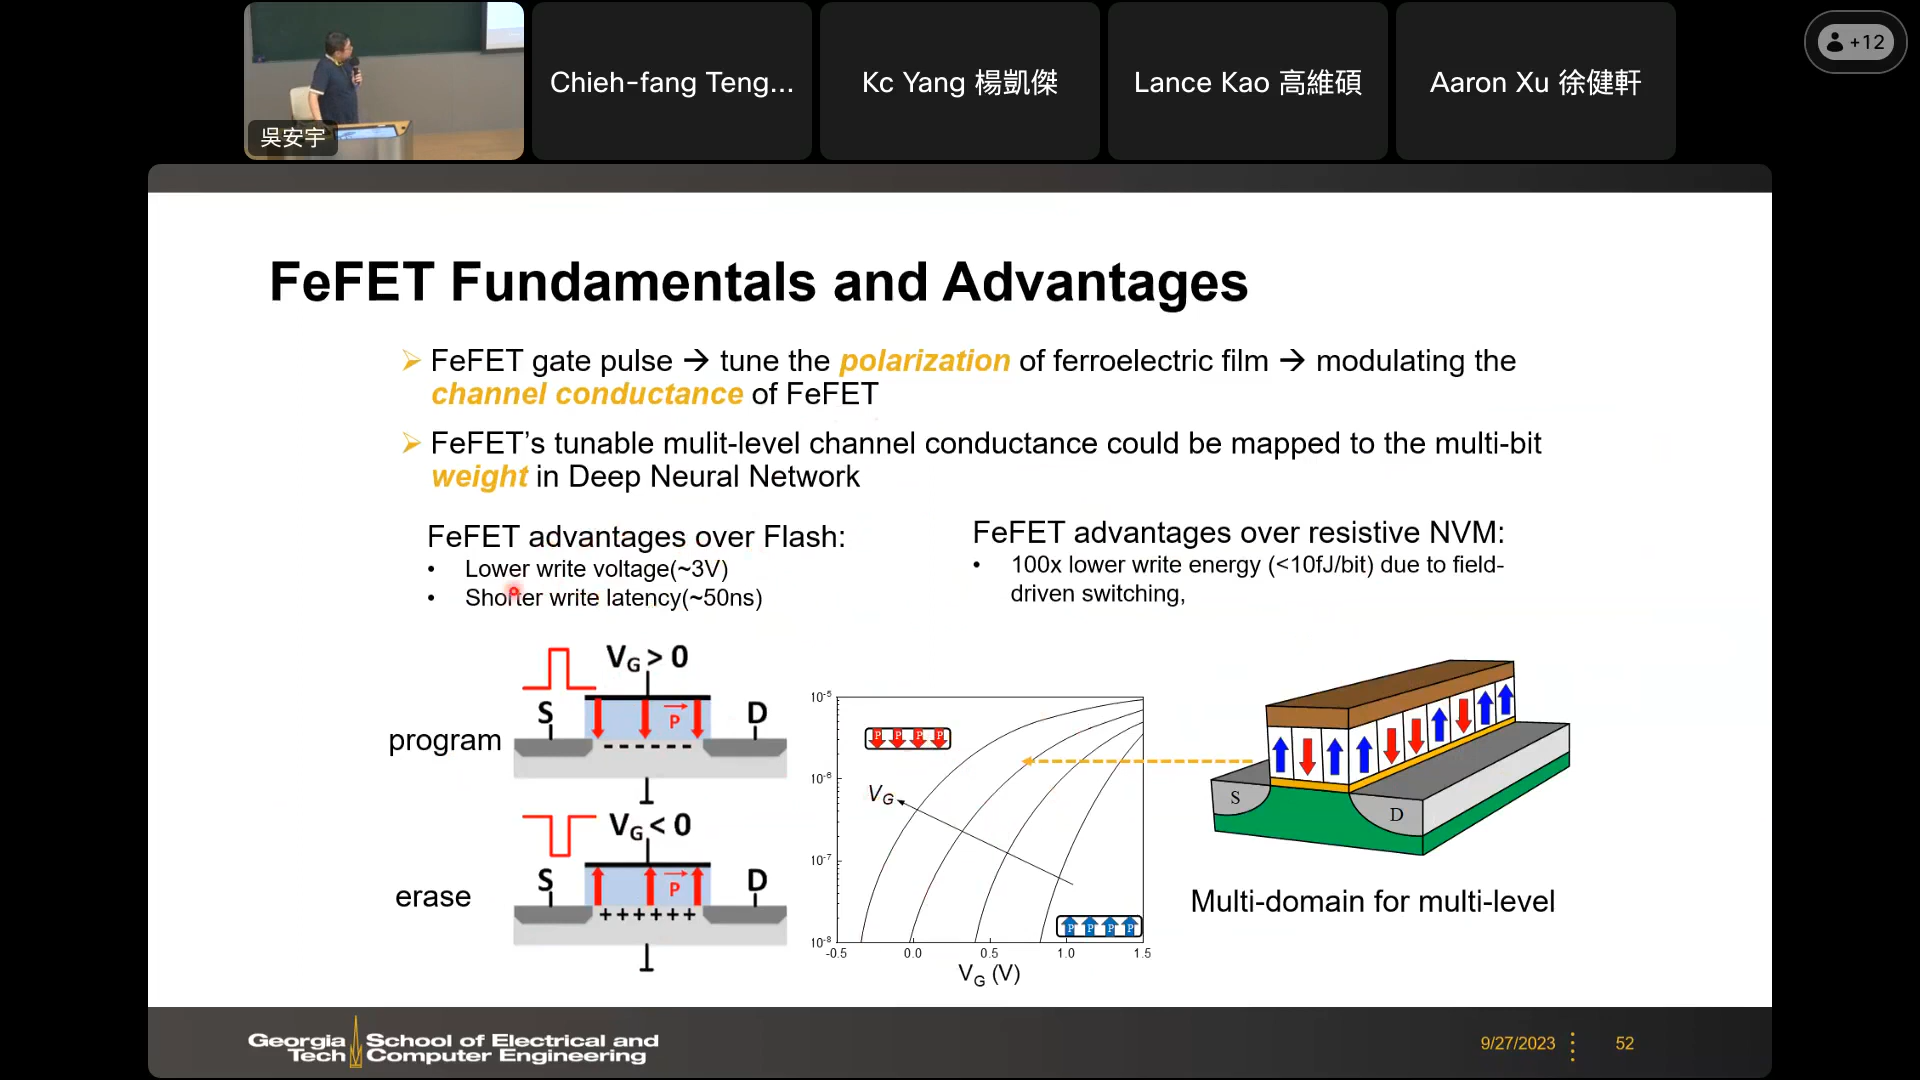 吳安宇
Chieh-fang Teng...
Kc Yang 楊凱傑
Lance Kao 高維碩
Aaron Xu 徐健軒
+12
FeFET Fundamentals and Advantages
➢ FeFET gate pulse → tune the polarization of ferroelectric film → modulating the
channel conductance of FeFET
➢ FeFET’s tunable mulit-level channel conductance could be mapped to the multi-bit
weight in Deep Neural Network
FeFET advantages over Flash:
• Lower write voltage(~3V)
• Shorter write latency(~50ns)
FeFET advantages over resistive NVM:
• 100x lower write energy (<10fJ/bit) due to field-
driven switching,
program
V_G > 0
S
P
D
- - - - - - - -
erase
V_G < 0
S
P
D
+ + + + + +
10^-5
10^-6
10^-7
10^-8
P P P P
V_G
P P P P
-0.5 0.0 0.5 1.0 1.5
V_G (V)
S
D
Multi-domain for multi-level
Georgia
Tech
School of Electrical and
Computer Engineering
9/27/2023
52